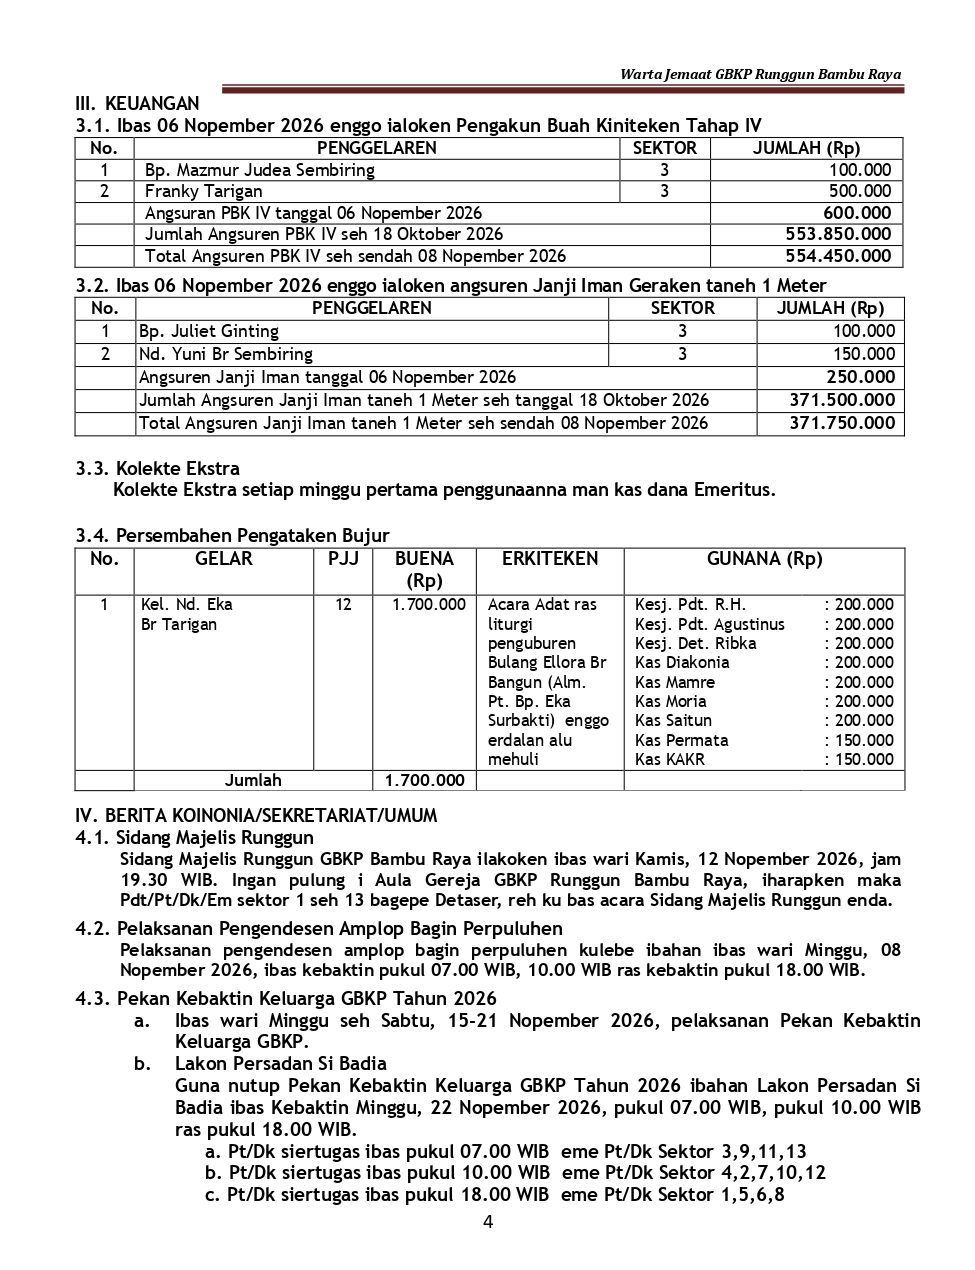 Warta Jemaat GBKP Runggun Bambu Raya
III. KEUANGAN
3.1. Ibas 06 Nopember 2026 enggo ialoken Pengakun Buah Kiniteken Tahap IV
No. PENGGELAREN SEKTOR JUMLAH (Rp)
1 Bp. Mazmur Judea Sembiring 3 100.000
2 Franky Tarigan 3 500.000
Angsuran PBK IV tanggal 06 Nopember 2026 600.000
Jumlah Angsuren PBK IV seh 18 Oktober 2026 553.850.000
Total Angsuren PBK IV seh sendah 08 Nopember 2026 554.450.000
3.2. Ibas 06 Nopember 2026 enggo ialoken angsuren Janji Iman Geraken taneh 1 Meter
No. PENGGELAREN SEKTOR JUMLAH (Rp)
1 Bp. Juliet Ginting 3 100.000
2 Nd. Yuni Br Sembiring 3 150.000
Angsuren Janji Iman tanggal 06 Nopember 2026 250.000
Jumlah Angsuren Janji Iman taneh 1 Meter seh tanggal 18 Oktober 2026 371.500.000
Total Angsuren Janji Iman taneh 1 Meter seh sendah 08 Nopember 2026 371.750.000
3.3. Kolekte Ekstra
Kolekte Ekstra setiap minggu pertama penggunaanna man kas dana Emeritus.
3.4. Persembahen Pengataken Bujur
No. GELAR PJJ BUENA ERKITEKEN GUNANA (Rp)
(Rp)
1 Kel. Nd. Eka 12 1.700.000 Acara Adat ras Kesj. Pdt. R.H. : 200.000
Br Tarigan liturgi Kesj. Pdt. Agustinus : 200.000
penguburen Kesj. Det. Ribka : 200.000
Bulang Ellora Br Kas Diakonia : 200.000
Bangun (Alm. Kas Mamre : 200.000
Pt. Bp. Eka Kas Moria : 200.000
Surbakti) enggo Kas Saitun : 200.000
erdalan alu Kas Permata : 150.000
mehuli Kas KAKR : 150.000
Jumlah 1.700.000
IV. BERITA KOINONIA/SEKRETARIAT/UMUM
4.1. Sidang Majelis Runggun
Sidang Majelis Runggun GBKP Bambu Raya ilakoken ibas wari Kamis, 12 Nopember 2026, jam
19.30 WIB. Ingan pulung i Aula Gereja GBKP Runggun Bambu Raya, iharapken maka
Pdt/Pt/Dk/Em sektor 1 seh 13 bagepe Detaser, reh ku bas acara Sidang Majelis Runggun enda.
4.2. Pelaksanan Pengendesen Amplop Bagin Perpuluhen
Pelaksanan pengendesen amplop bagin perpuluhen kulebe ibahan ibas wari Minggu, 08
Nopember 2026, ibas kebaktin pukul 07.00 WIB, 10.00 WIB ras kebaktin pukul 18.00 WIB.
4.3. Pekan Kebaktin Keluarga GBKP Tahun 2026
a. Ibas wari Minggu seh Sabtu, 15-21 Nopember 2026, pelaksanan Pekan Kebaktin
Keluarga GBKP.
b. Lakon Persadan Si Badia
Guna nutup Pekan Kebaktin Keluarga GBKP Tahun 2026 ibahan Lakon Persadan Si
Badia ibas Kebaktin Minggu, 22 Nopember 2026, pukul 07.00 WIB, pukul 10.00 WIB
ras pukul 18.00 WIB.
a. Pt/Dk siertugas ibas pukul 07.00 WIB eme Pt/Dk Sektor 3,9,11,13
b. Pt/Dk siertugas ibas pukul 10.00 WIB eme Pt/Dk Sektor 4,2,7,10,12
c. Pt/Dk siertugas ibas pukul 18.00 WIB eme Pt/Dk Sektor 1,5,6,8
4